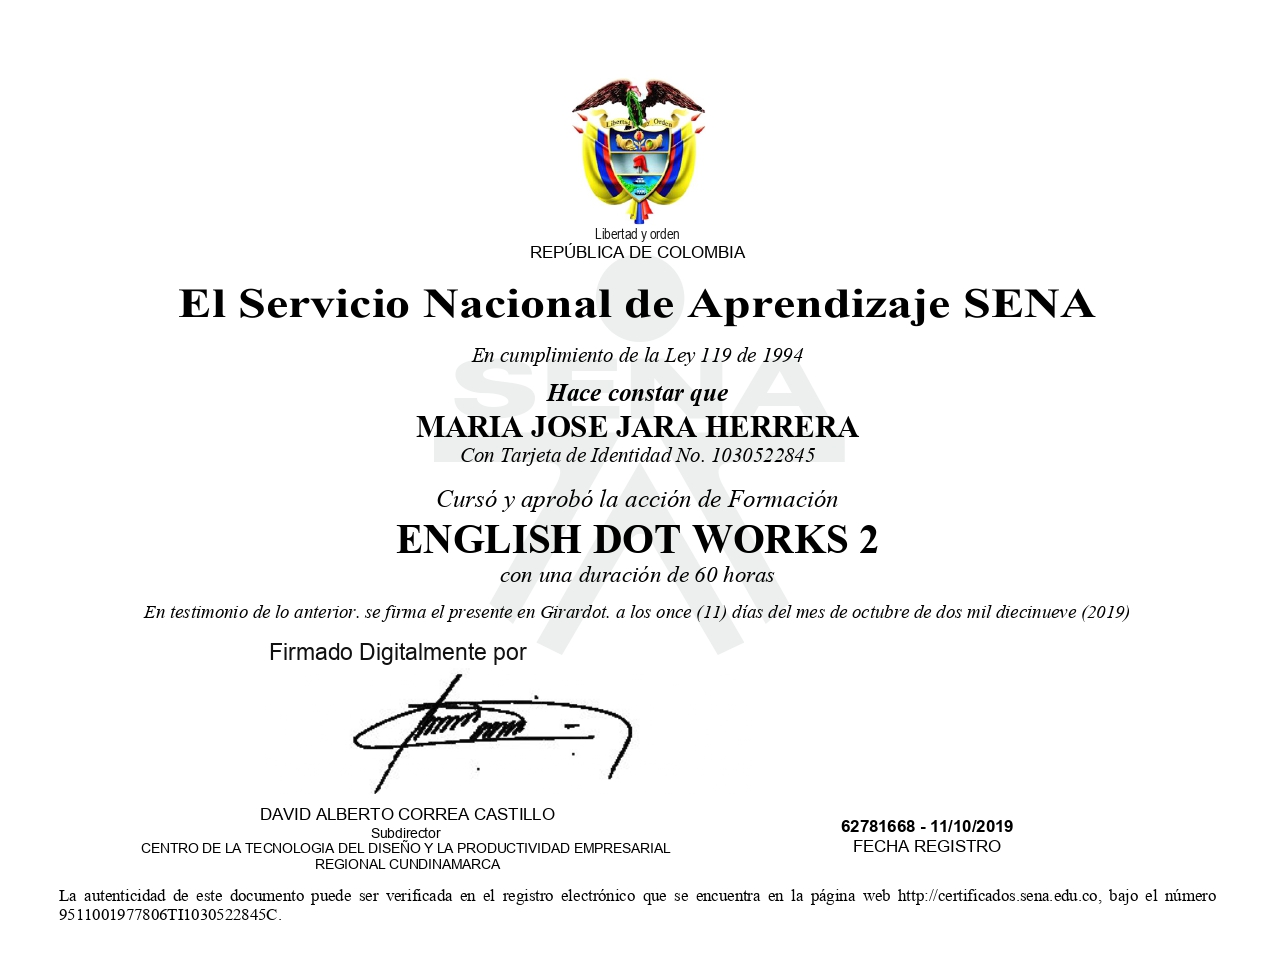 Libertad y Orden
Libertad y orden
REPÚBLICA DE COLOMBIA
El Servicio Nacional de Aprendizaje SENA
En cumplimiento de la Ley 119 de 1994
SENA
Hace constar que
MARIA JOSE JARA HERRERA
Con Tarjeta de Identidad No. 1030522845
Cursó y aprobó la acción de Formación
ENGLISH DOT WORKS 2
con una duración de 60 horas
En testimonio de lo anterior. se firma el presente en Girardot. a los once (11) días del mes de octubre de dos mil diecinueve (2019)
Firmado Digitalmente por
DAVID ALBERTO CORREA CASTILLO
Subdirector
CENTRO DE LA TECNOLOGIA DEL DISEÑO Y LA PRODUCTIVIDAD EMPRESARIAL
REGIONAL CUNDINAMARCA
62781668 - 11/10/2019
FECHA REGISTRO
La autenticidad de este documento puede ser verificada en el registro electrónico que se encuentra en la página web http://certificados.sena.edu.co, bajo el número
9511001977806TI1030522845C.